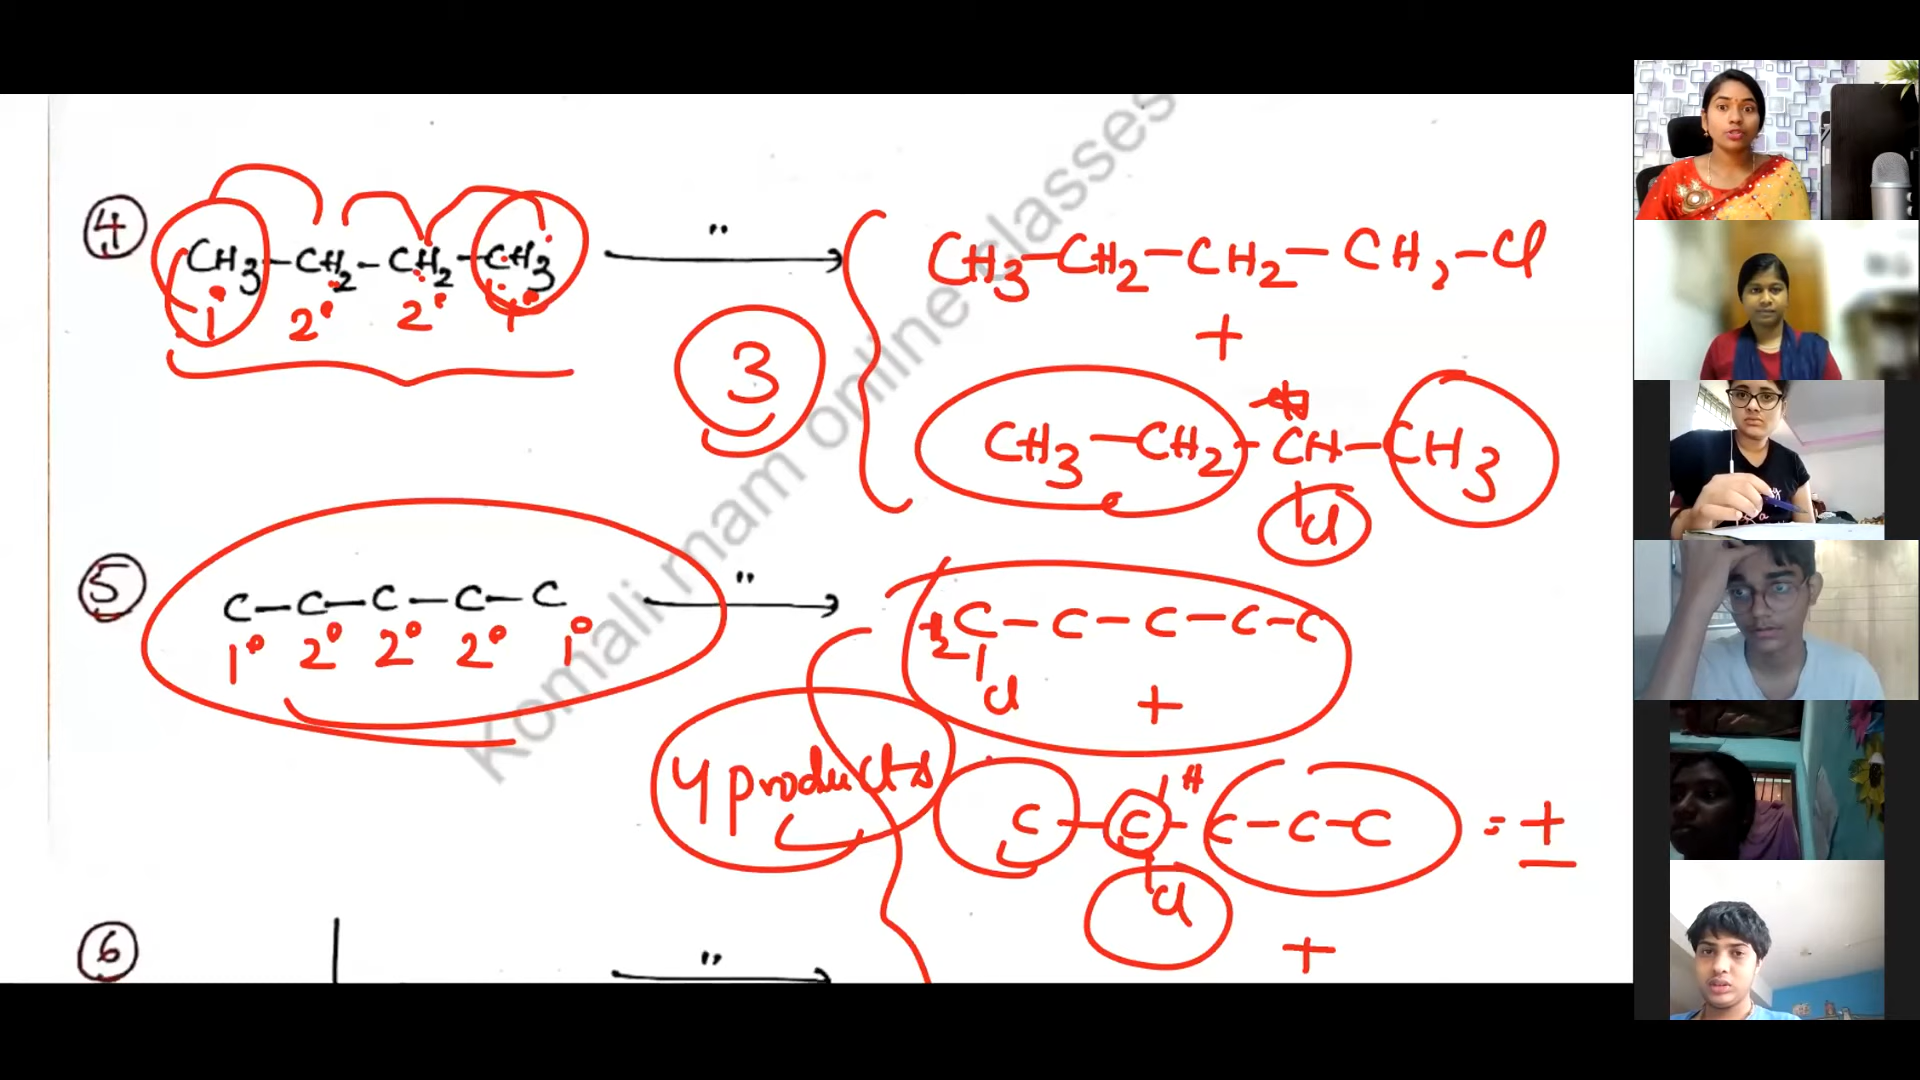 4
CH3-CH2-CH2-CH3 " CH3-CH2-CH2-CH2-Cl
1° 2° 2° 1°
+
3
CH3-CH2-CH-CH3
Cl
5
C-C-C-C-C " H2C-C-C-C-C
1° 2° 2° 2° 1°
Cl +
4 products
H
C-C-C-C-C = ±
Cl
+
6 "
Komali mam online classes